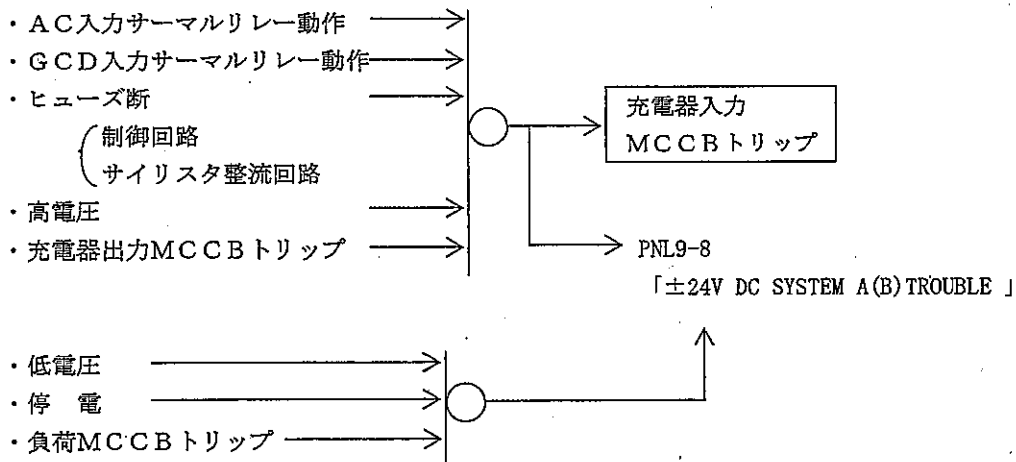 ・ＡＣ入力サーマルリレー動作
・ＧＣＤ入力サーマルリレー動作
・ヒューズ断
制御回路
サイリスタ整流回路
・高電圧
・充電器出力ＭＣＣＢトリップ
充電器入力
ＭＣＣＢトリップ
PNL9-8
「±24V DC SYSTEM A(B)TROUBLE 」
・低電圧
・停　電
・負荷ＭＣＣＢトリップ